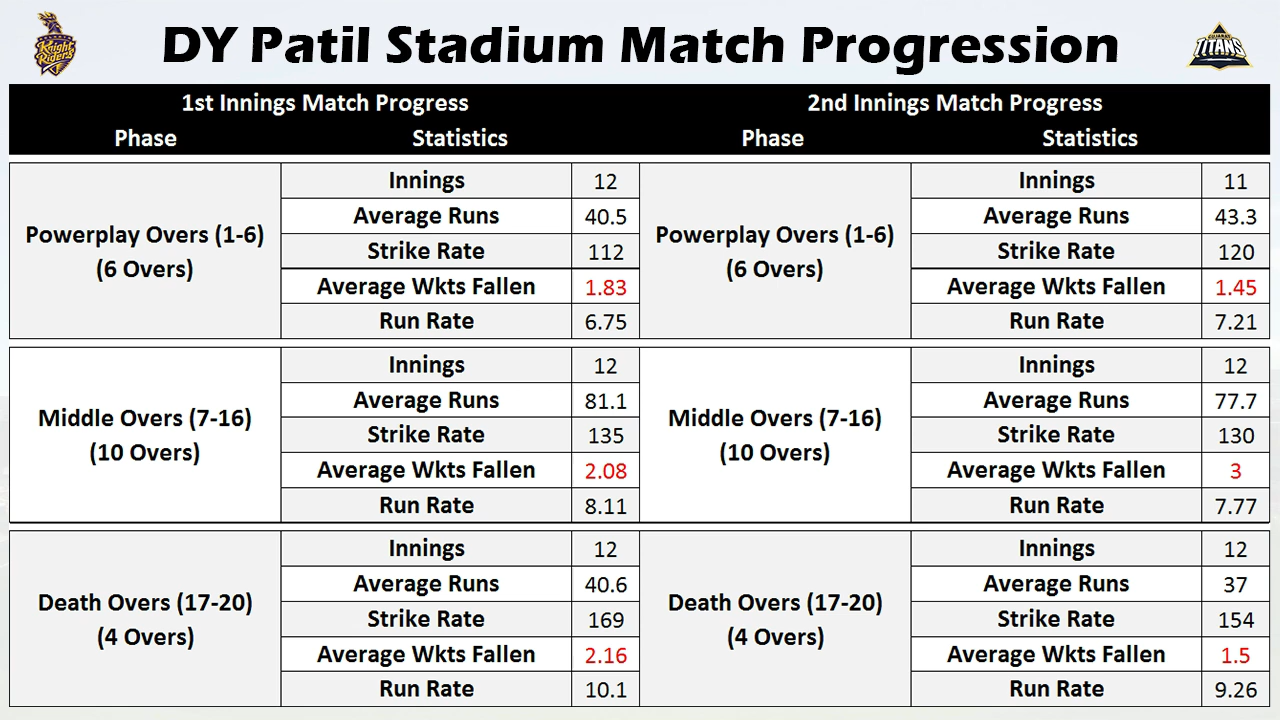 Knight
Riders
DY Patil Stadium Match Progression
GUJARAT
TITANS
1st Innings Match Progress
2nd Innings Match Progress
Phase
Statistics
Phase
Statistics
Powerplay Overs (1-6)
(6 Overs)
Innings 12
Average Runs 40.5
Strike Rate 112
Average Wkts Fallen 1.83
Run Rate 6.75
Powerplay Overs (1-6)
(6 Overs)
Innings 11
Average Runs 43.3
Strike Rate 120
Average Wkts Fallen 1.45
Run Rate 7.21
Middle Overs (7-16)
(10 Overs)
Innings 12
Average Runs 81.1
Strike Rate 135
Average Wkts Fallen 2.08
Run Rate 8.11
Middle Overs (7-16)
(10 Overs)
Innings 12
Average Runs 77.7
Strike Rate 130
Average Wkts Fallen 3
Run Rate 7.77
Death Overs (17-20)
(4 Overs)
Innings 12
Average Runs 40.6
Strike Rate 169
Average Wkts Fallen 2.16
Run Rate 10.1
Death Overs (17-20)
(4 Overs)
Innings 12
Average Runs 37
Strike Rate 154
Average Wkts Fallen 1.5
Run Rate 9.26